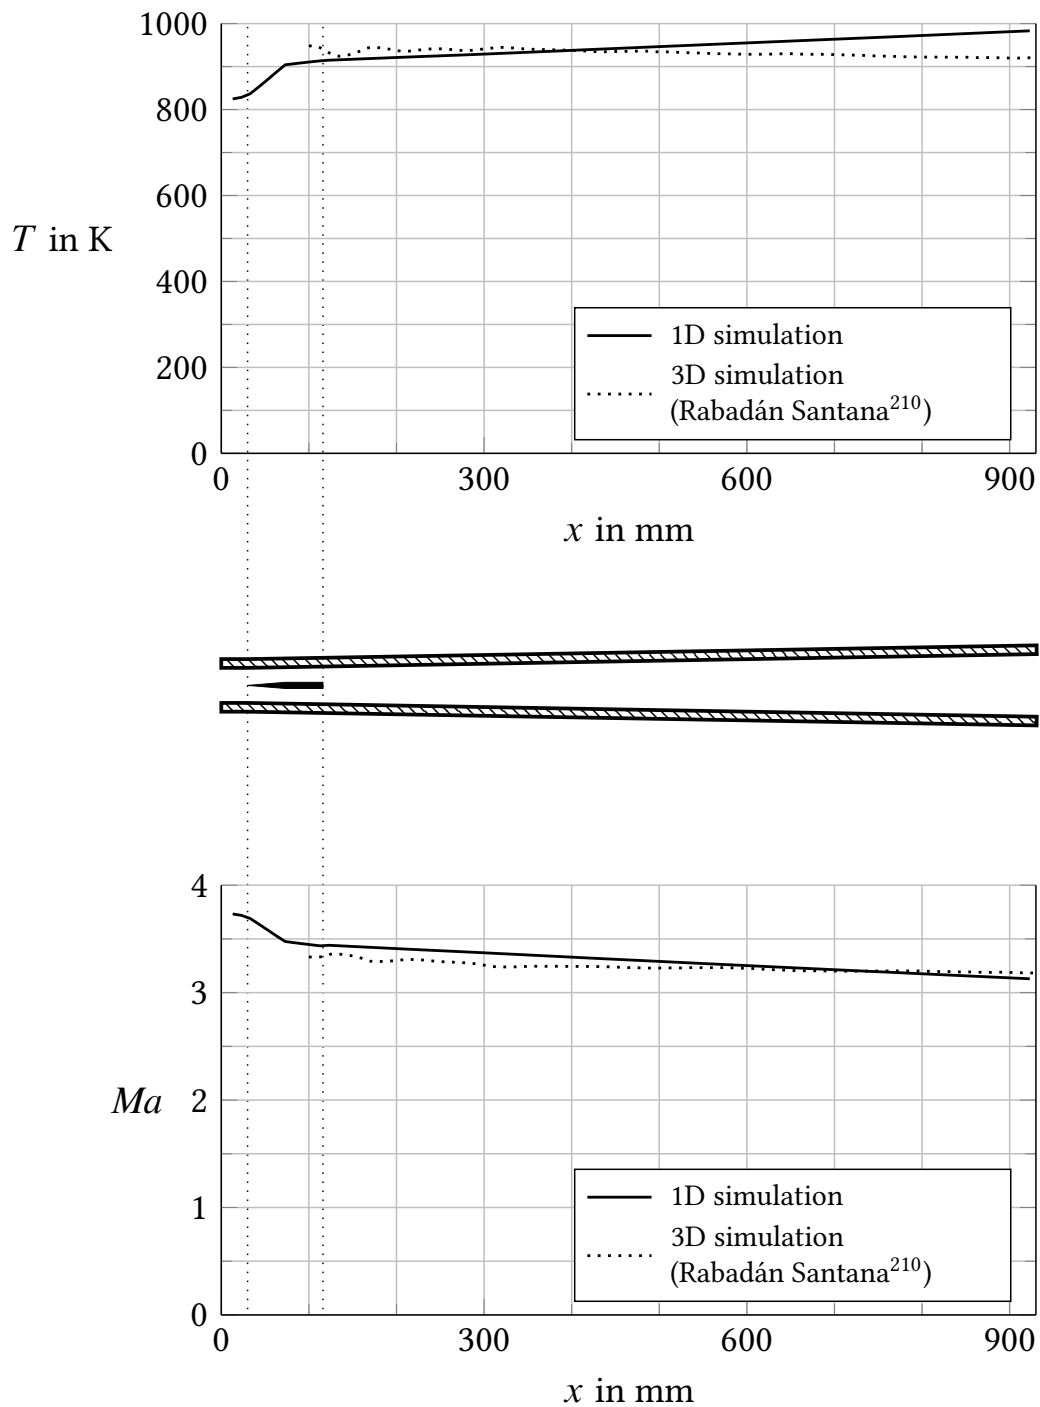 1000
800
600
T in K
400
200
0
1D simulation
3D simulation
(Rabadán Santana²¹⁰)
0 300 600 900
x in mm
4
3
Ma 2
1
0
1D simulation
3D simulation
(Rabadán Santana²¹⁰)
0 300 600 900
x in mm